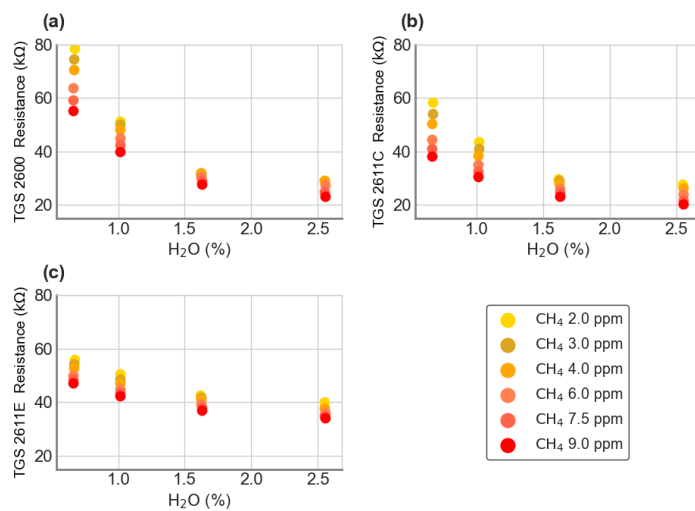 (a)
80
60
40
20
TGS 2600 Resistance (kΩ)
1.0 1.5 2.0 2.5
H₂O (%)
(b)
80
60
40
20
TGS 2611C Resistance (kΩ)
1.0 1.5 2.0 2.5
H₂O (%)
(c)
80
60
40
20
TGS 2611E Resistance (kΩ)
1.0 1.5 2.0 2.5
H₂O (%)
CH₄ 2.0 ppm
CH₄ 3.0 ppm
CH₄ 4.0 ppm
CH₄ 6.0 ppm
CH₄ 7.5 ppm
CH₄ 9.0 ppm